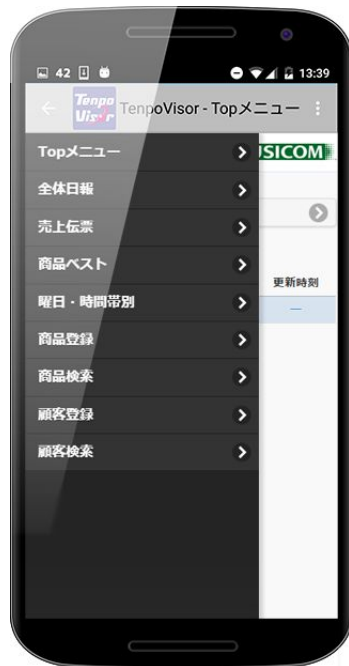 42 13:39
Tenpo
Visor
TenpoVisor - Topメニュー
Topメニュー
USICOM
全体日報
売上伝票
商品ベスト
更新時刻
曜日・時間帯別
商品登録
商品検索
顧客登録
顧客検索